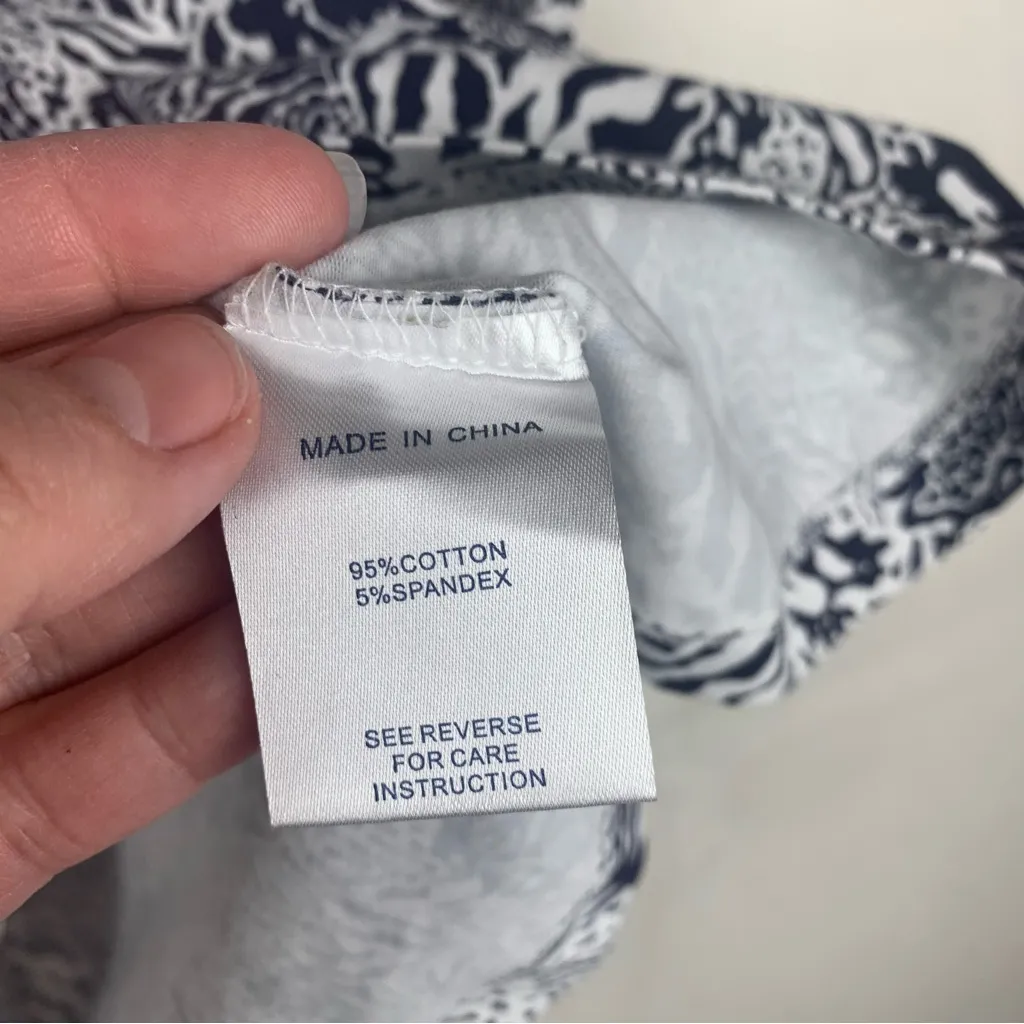 MADE IN CHINA
95%COTTON
5%SPANDEX
SEE REVERSE
FOR CARE
INSTRUCTION